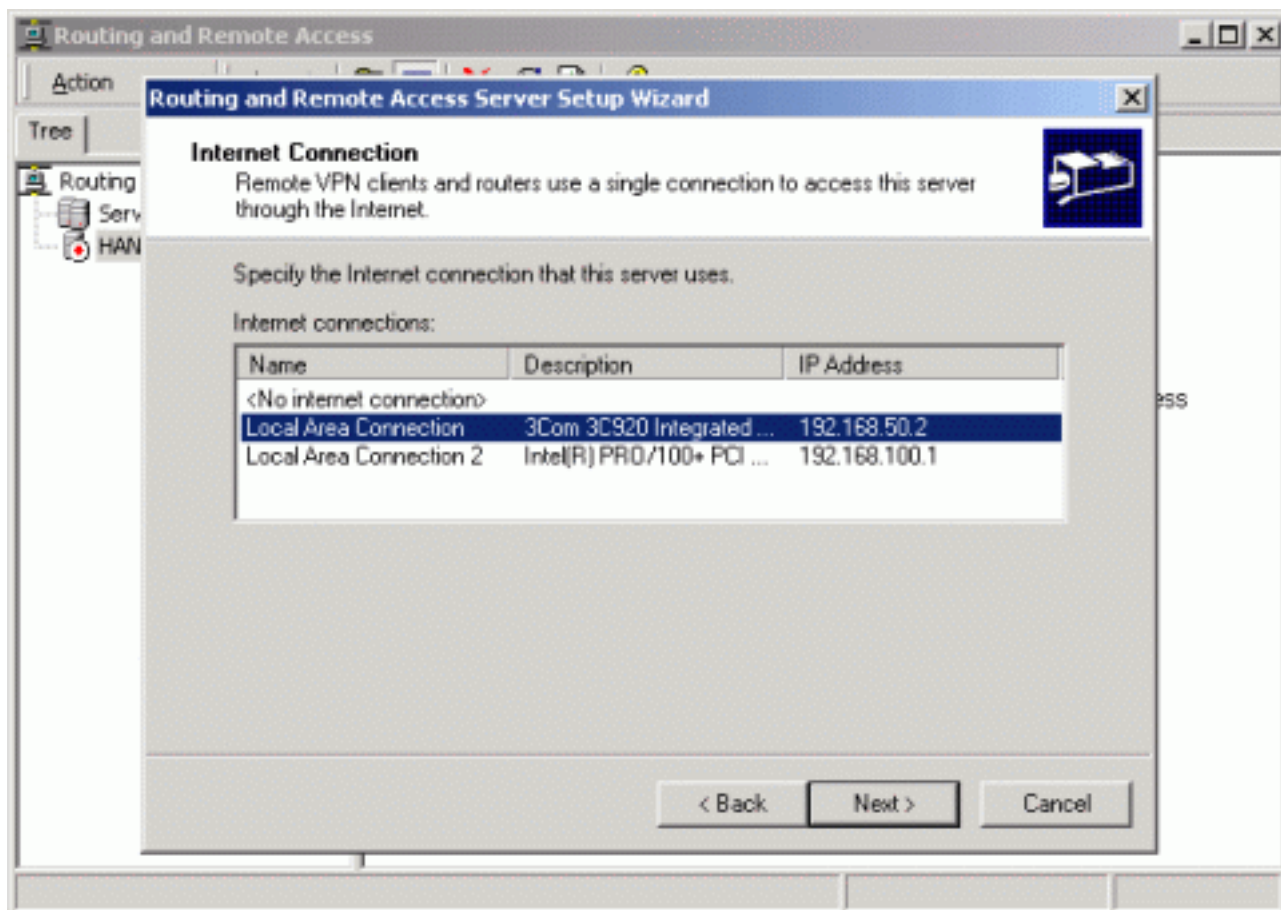 Routing and Remote Access
Action
Routing and Remote Access Server Setup Wizard
Tree
Internet Connection
Remote VPN clients and routers use a single connection to access this server
through the Internet.
Routing
Serv
HAN
Specify the Internet connection that this server uses.
Internet connections:
Name Description IP Address
<No internet connection>
ess
Local Area Connection 3Com 3C920 Integrated ... 192.168.50.2
Local Area Connection 2 Intel(R) PRO/100+ PCI ... 192.168.100.1
< Back Next > Cancel